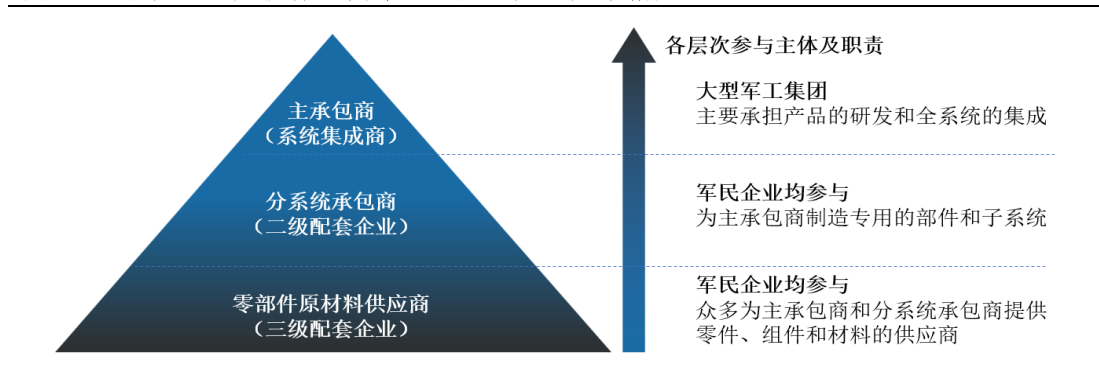 各层次参与主体及职责
主承包商
（系统集成商）
大型军工集团
主要承担产品的研发和全系统的集成
分系统承包商
（二级配套企业）
军民企业均参与
为主承包商制造专用的部件和子系统
零部件原材料供应商
（三级配套企业）
军民企业均参与
众多为主承包商和分系统承包商提供
零件、组件和材料的供应商